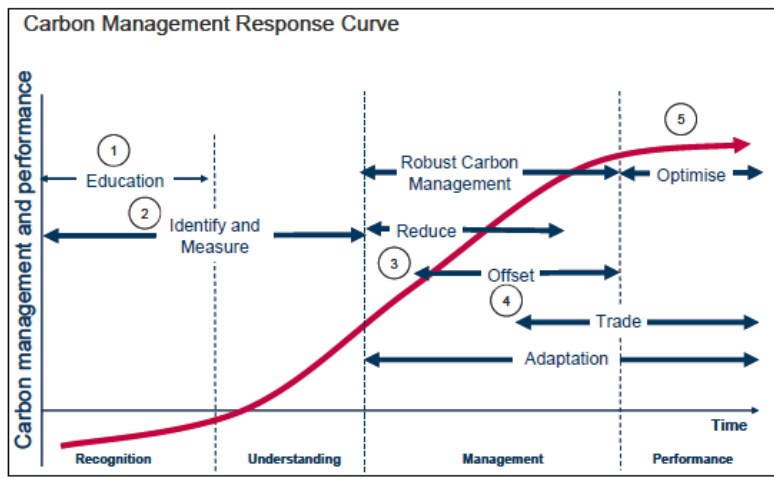 Carbon Management Response Curve
Carbon management and performance
1
Education
2
Identify and
Measure
Robust Carbon
Management
5
Optimise
Reduce
3
Offset
4
Trade
Adaptation
Time
Recognition
Understanding
Management
Performance